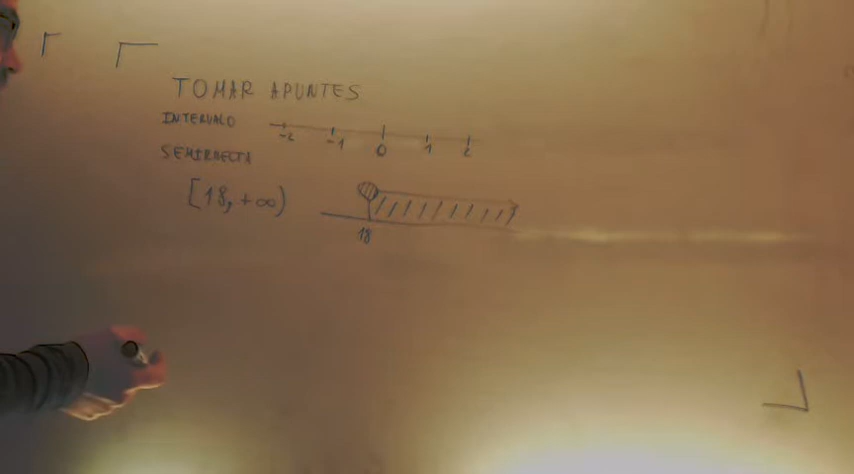 TOMAR APUNTES
INTERVALO
-2 -1 0 1 2
SEMIRRECTA
[18, +∞)
18